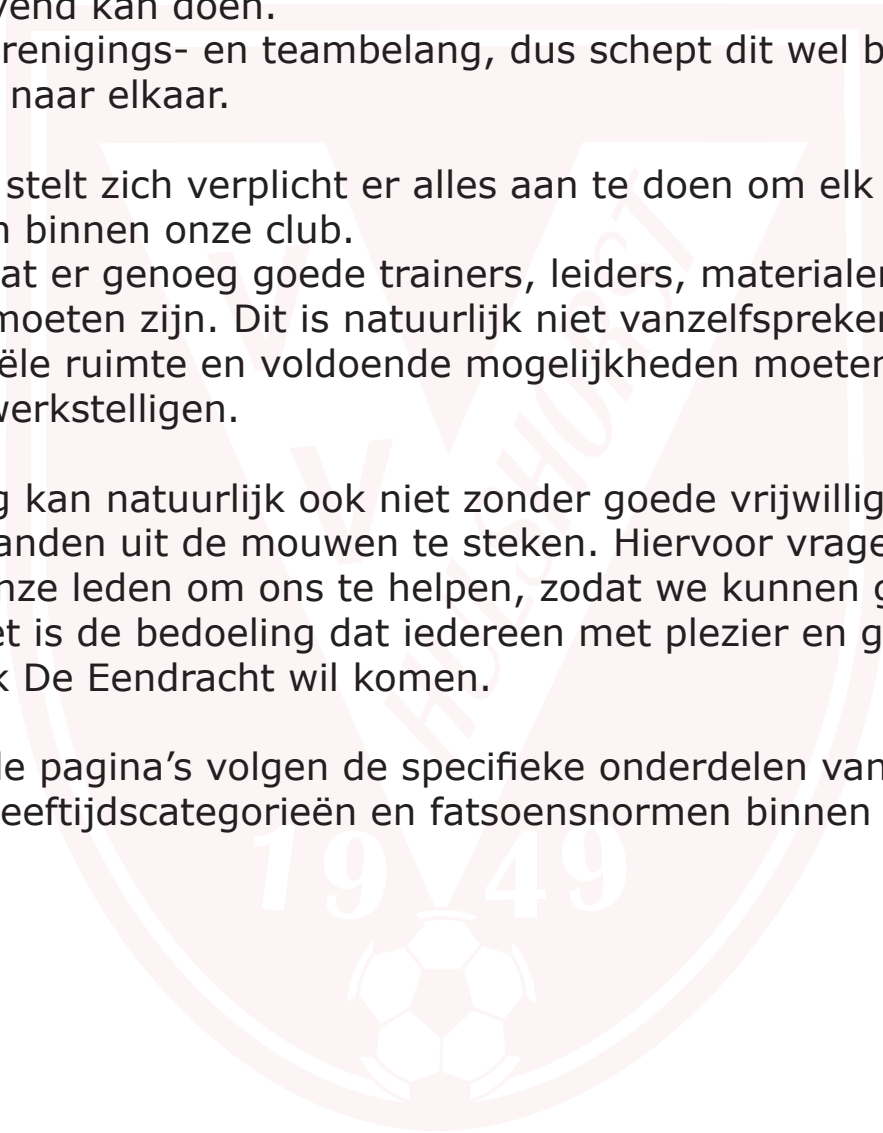 vend kan doen.
renigings- en teambelang, dus schept dit wel b
naar elkaar.
stelt zich verplicht er alles aan te doen om elk
n binnen onze club.
at er genoeg goede trainers, leiders, materialen
moeten zijn. Dit is natuurlijk niet vanzelfspreken
ële ruimte en voldoende mogelijkheden moeten
werkstelligen.
g kan natuurlijk ook niet zonder goede vrijwillig
anden uit de mouwen te steken. Hiervoor vrage
nze leden om ons te helpen, zodat we kunnen g
et is de bedoeling dat iedereen met plezier en g
k De Eendracht wil komen.
de pagina's volgen de specifieke onderdelen van
eeftijdscategorieën en fatsoensnormen binnen
V V
HULSHORST
1949